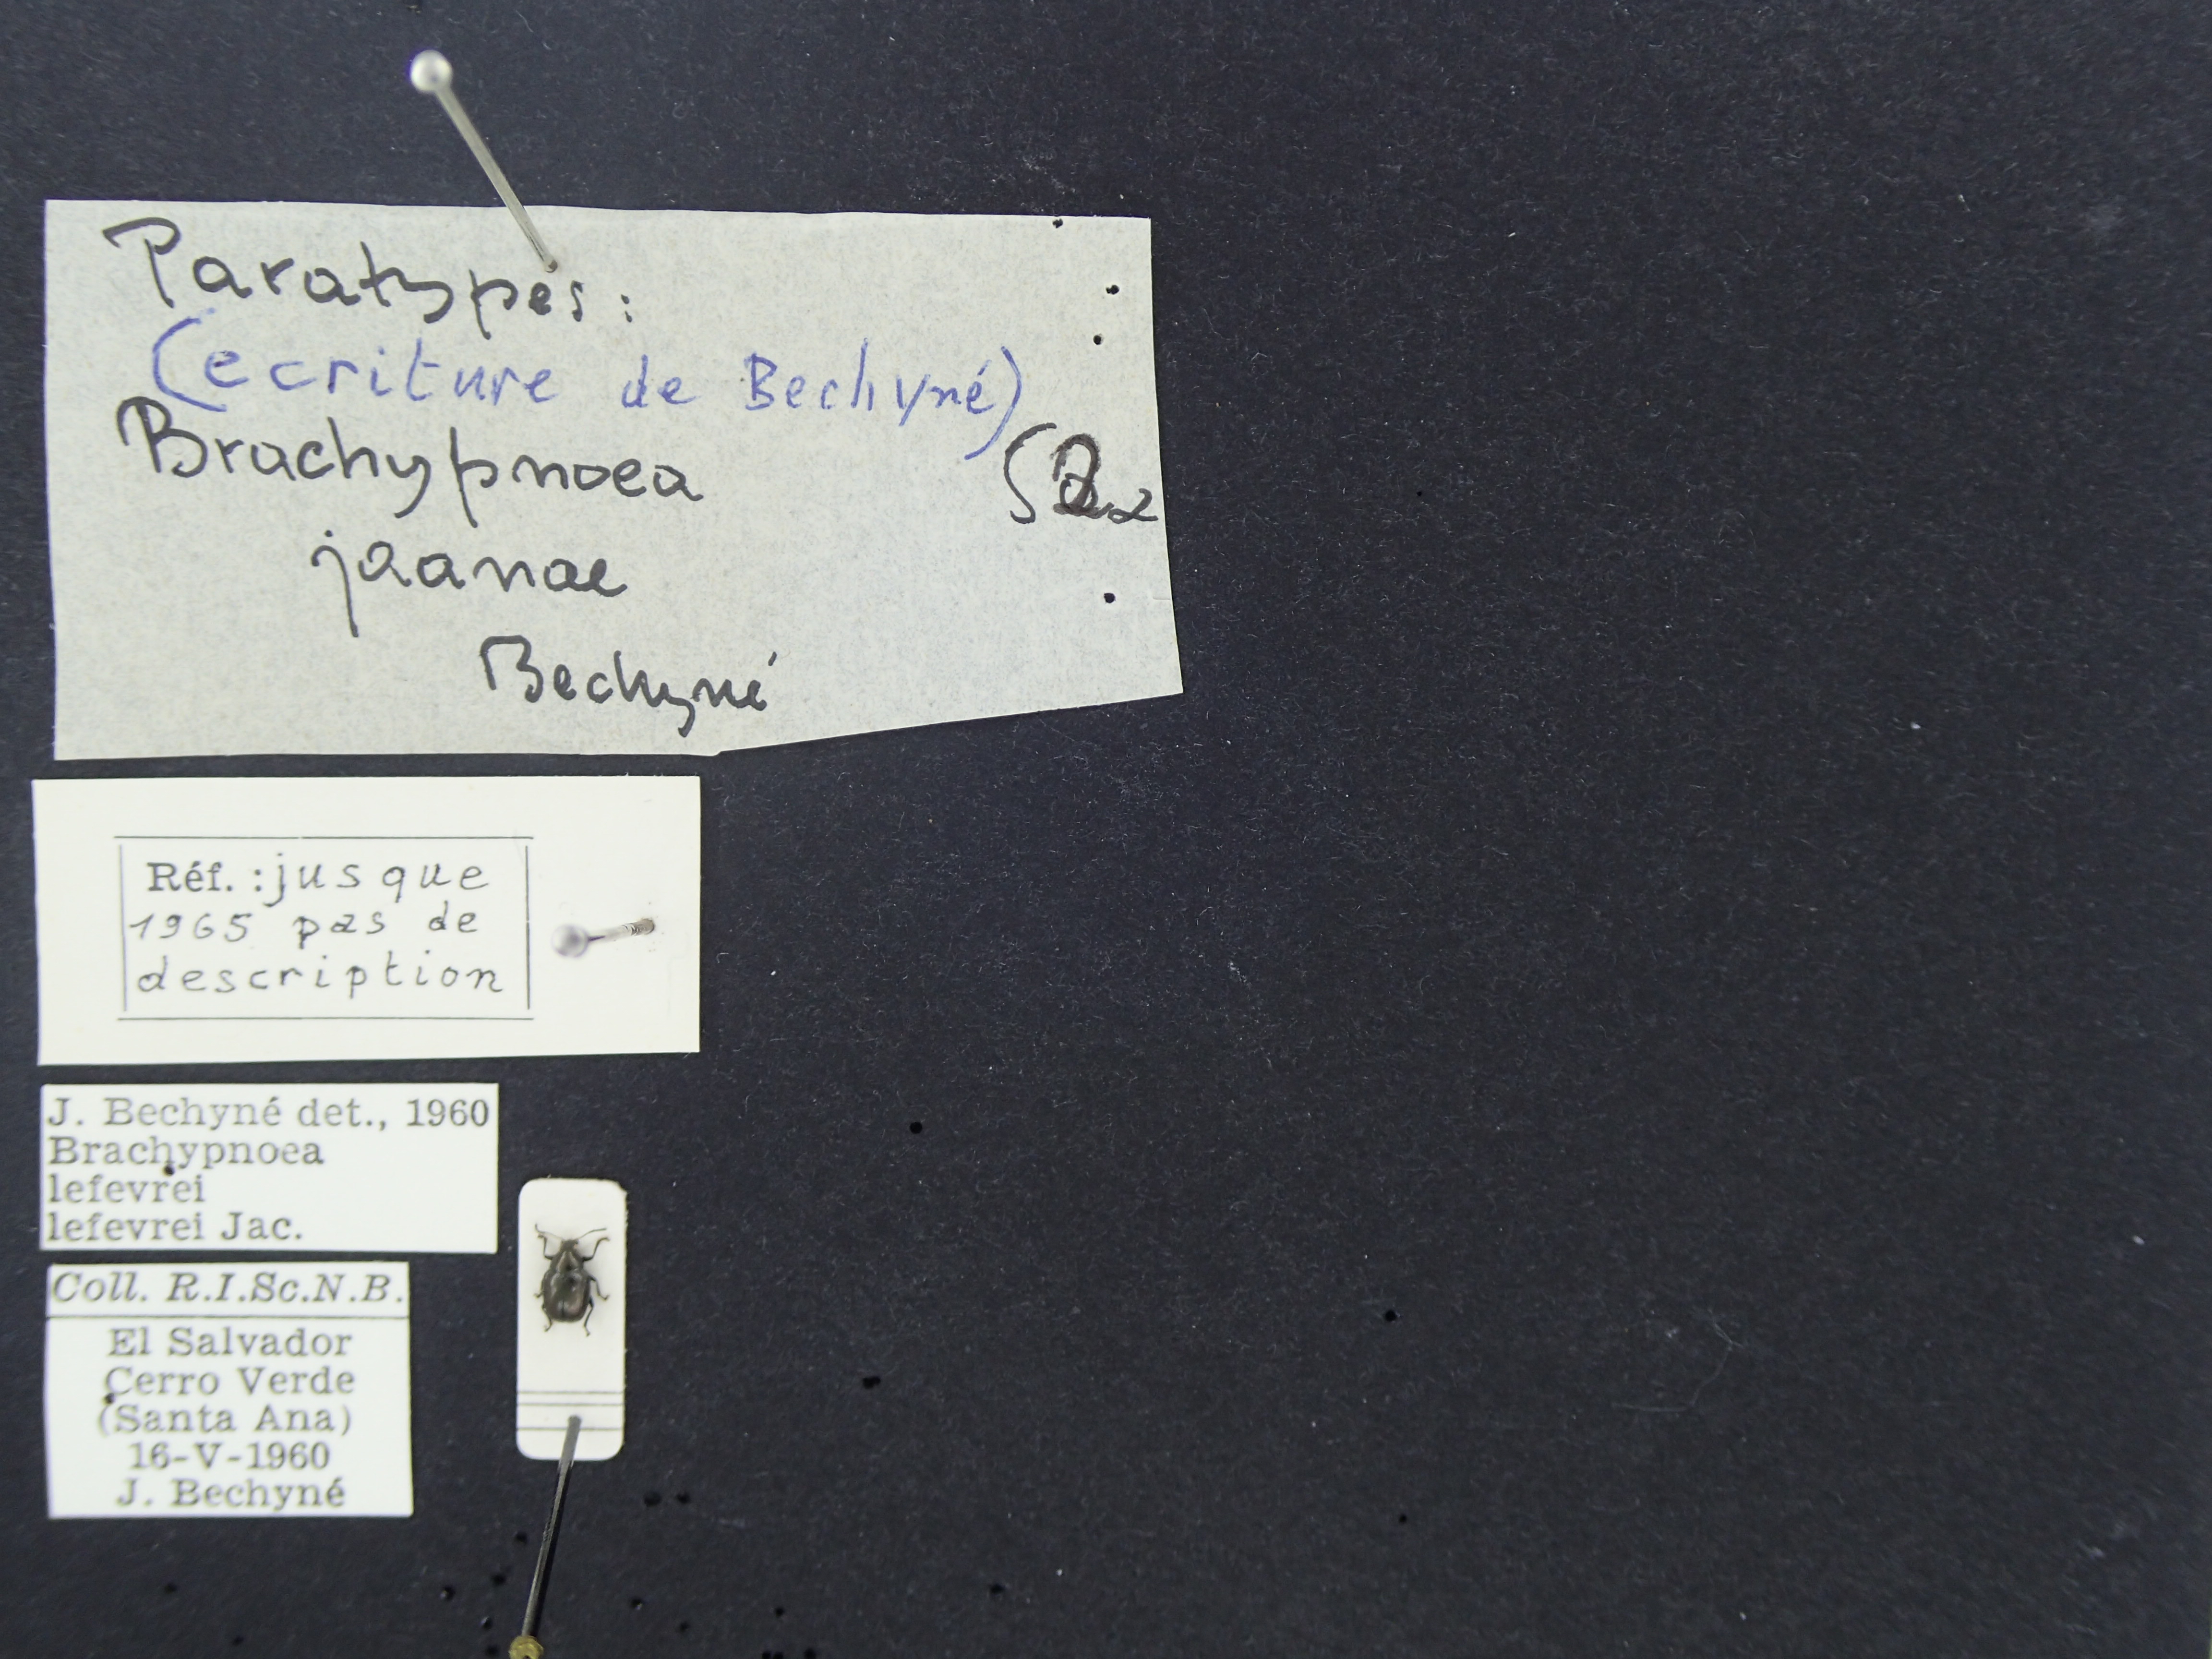 Paratypes:
(ecriture de Bechyné)
Brachypnoea
jaanae
Bechyné
Réf. : jusque
1965 pas de
description
J. Bechyné det., 1960
Brachypnoea
lefevrei
lefevrei Jac.
Coll. R.I.Sc.N.B.
El Salvador
Cerro Verde
(Santa Ana)
16-V-1960
J. Bechyné